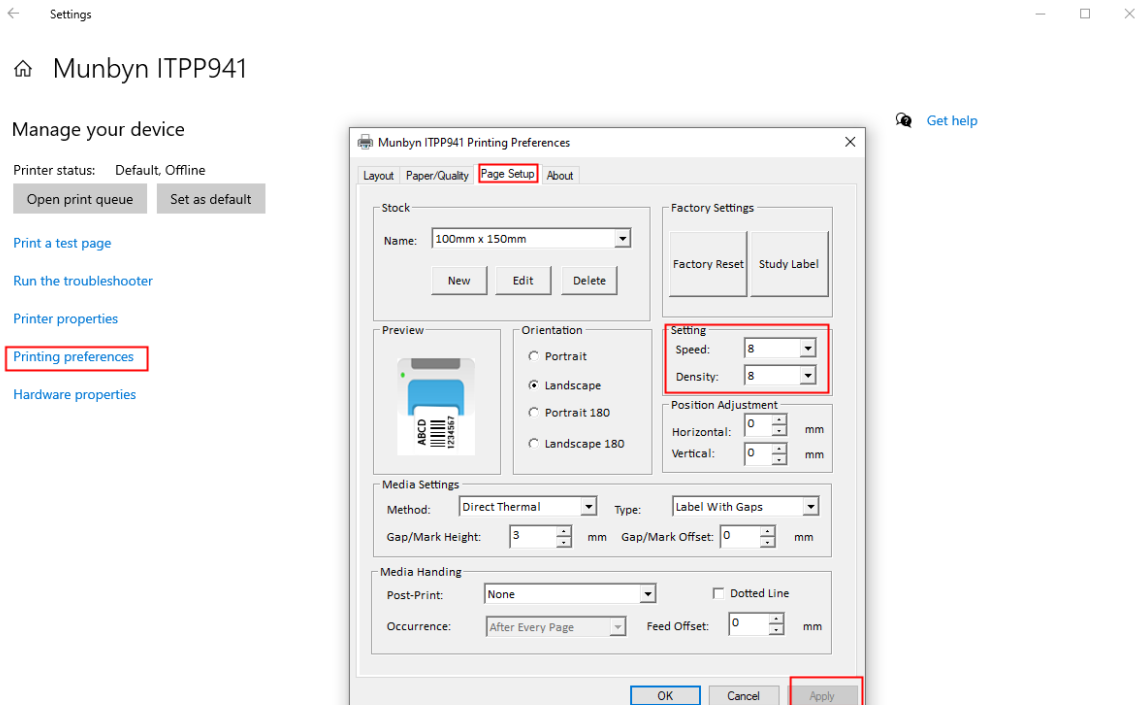 Settings
Munbyn ITPP941
Manage your device
Printer status: Default, Offline
Open print queue Set as default
Print a test page
Run the troubleshooter
Printer properties
Printing preferences
Hardware properties
Get help
Munbyn ITPP941 Printing Preferences
Layout Paper/Quality Page Setup About
Stock
Name: 100mm x 150mm
New Edit Delete
Factory Settings
Factory Reset Study Label
Preview
ABCD
1234567
Orientation
Portrait
Landscape
Portrait 180
Landscape 180
Setting
Speed: 8
Density: 8
Position Adjustment
Horizontal: 0 mm
Vertical: 0 mm
Media Settings
Method: Direct Thermal Type: Label With Gaps
Gap/Mark Height: 3 mm Gap/Mark Offset: 0 mm
Media Handing
Post-Print: None Dotted Line
Occurrence: After Every Page Feed Offset: 0 mm
OK Cancel Apply